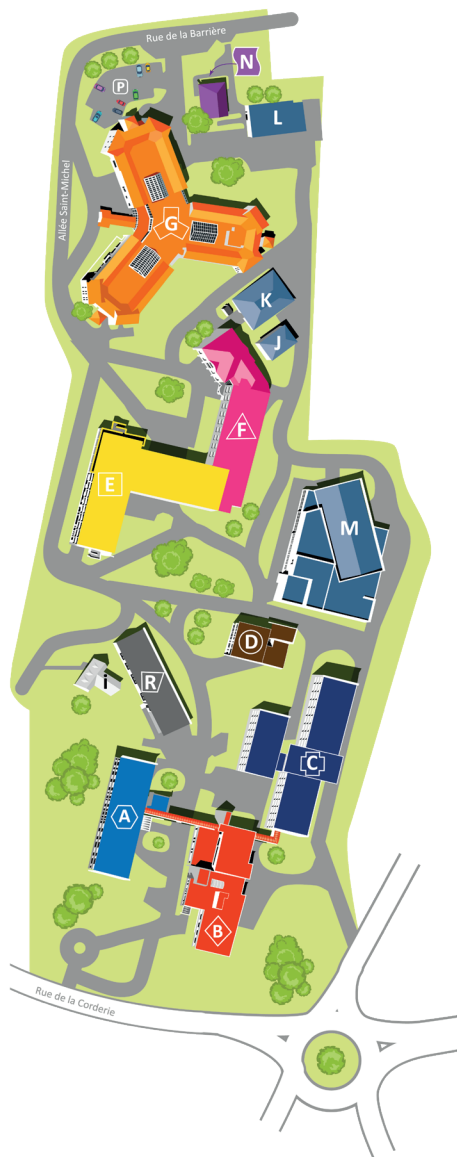 Rue de la Barrière
N
P
L
Allée Saint-Michel
G
K
J
F
E
M
D
R
i
C
A
B
Rue de la Corderie